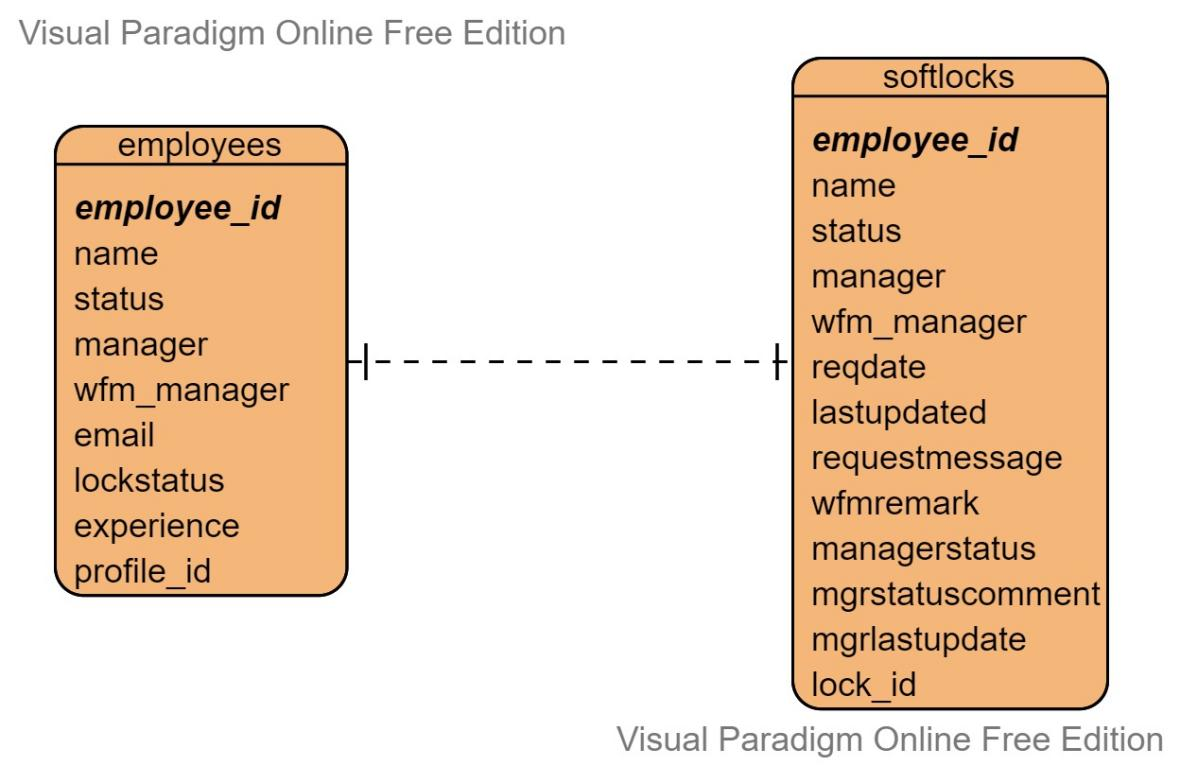 Visual Paradigm Online Free Edition
employees
employee_id
name
status
manager
wfm_manager
email
lockstatus
experience
profile_id
softlocks
employee_id
name
status
manager
wfm_manager
reqdate
lastupdated
requestmessage
wfmremark
managerstatus
mgrstatuscomment
mgrlastupdate
lock_id
Visual Paradigm Online Free Edition